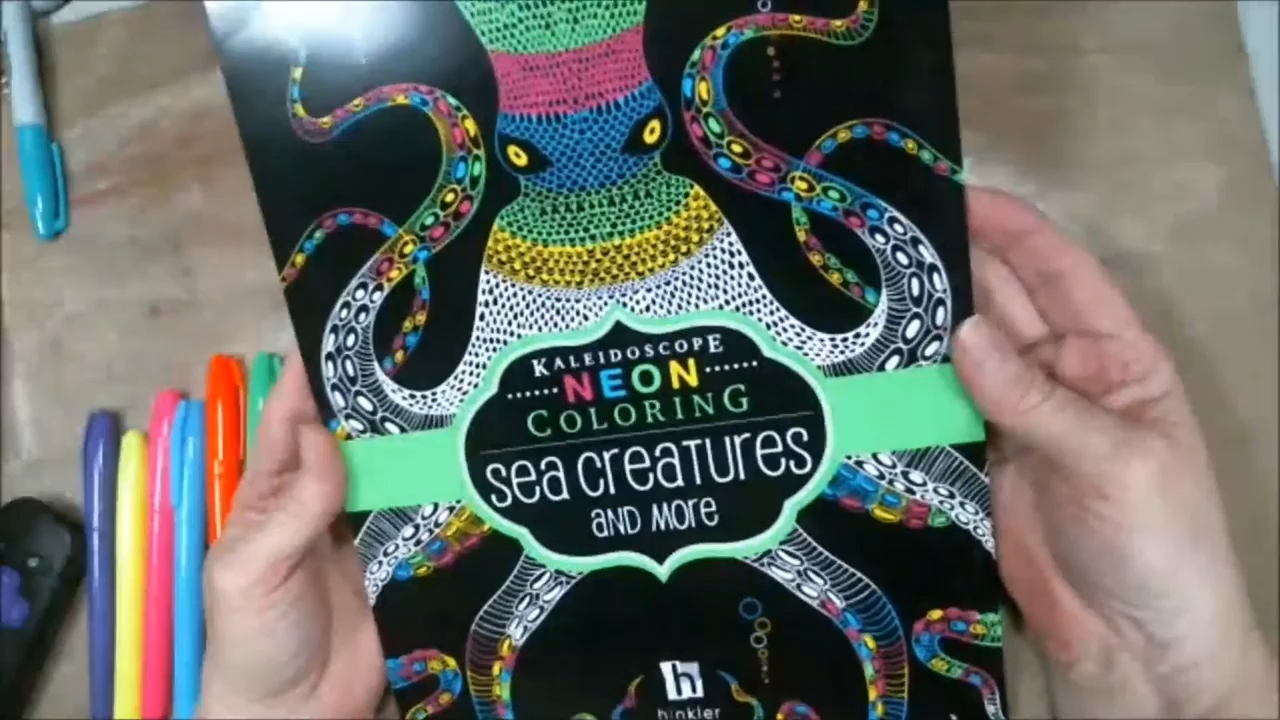 KALEIDOSCOPE
NEON
COLORING
sea creatures
and more
h
hinkler